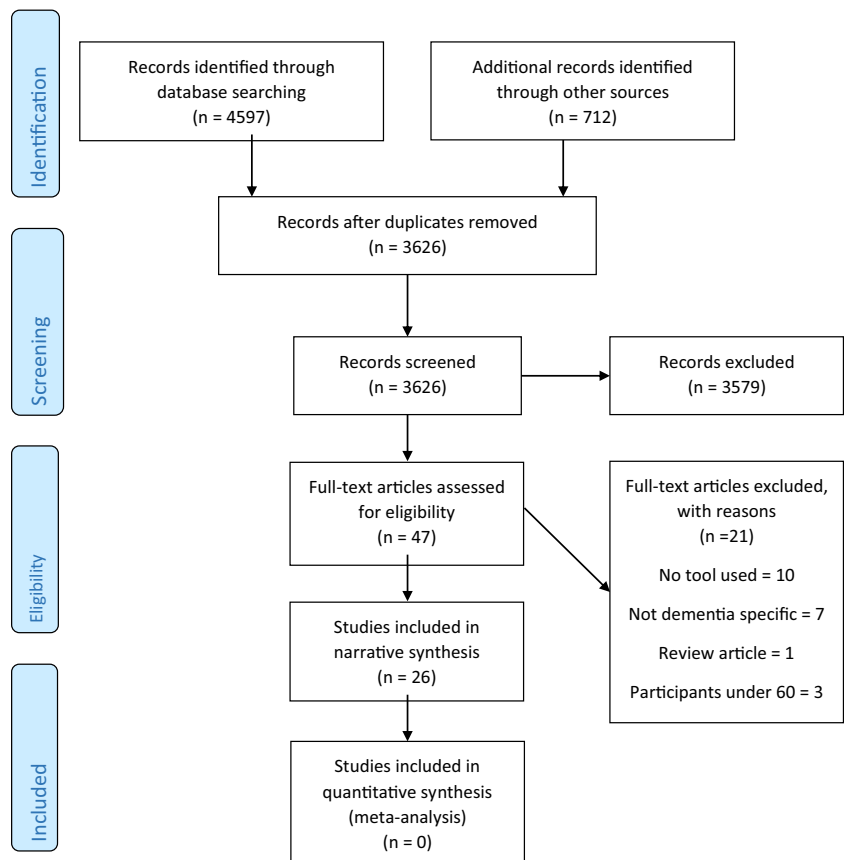 Identification
Records identified through
database searching
(n = 4597)
Additional records identified
through other sources
(n = 712)
Records after duplicates removed
(n = 3626)
Screening
Records screened
(n = 3626)
Records excluded
(n = 3579)
Eligibility
Full-text articles assessed
for eligibility
(n = 47)
Full-text articles excluded,
with reasons
(n =21)
No tool used = 10
Not dementia specific = 7
Review article = 1
Participants under 60 = 3
Studies included in
narrative synthesis
(n = 26)
Included
Studies included in
quantitative synthesis
(meta-analysis)
(n = 0)